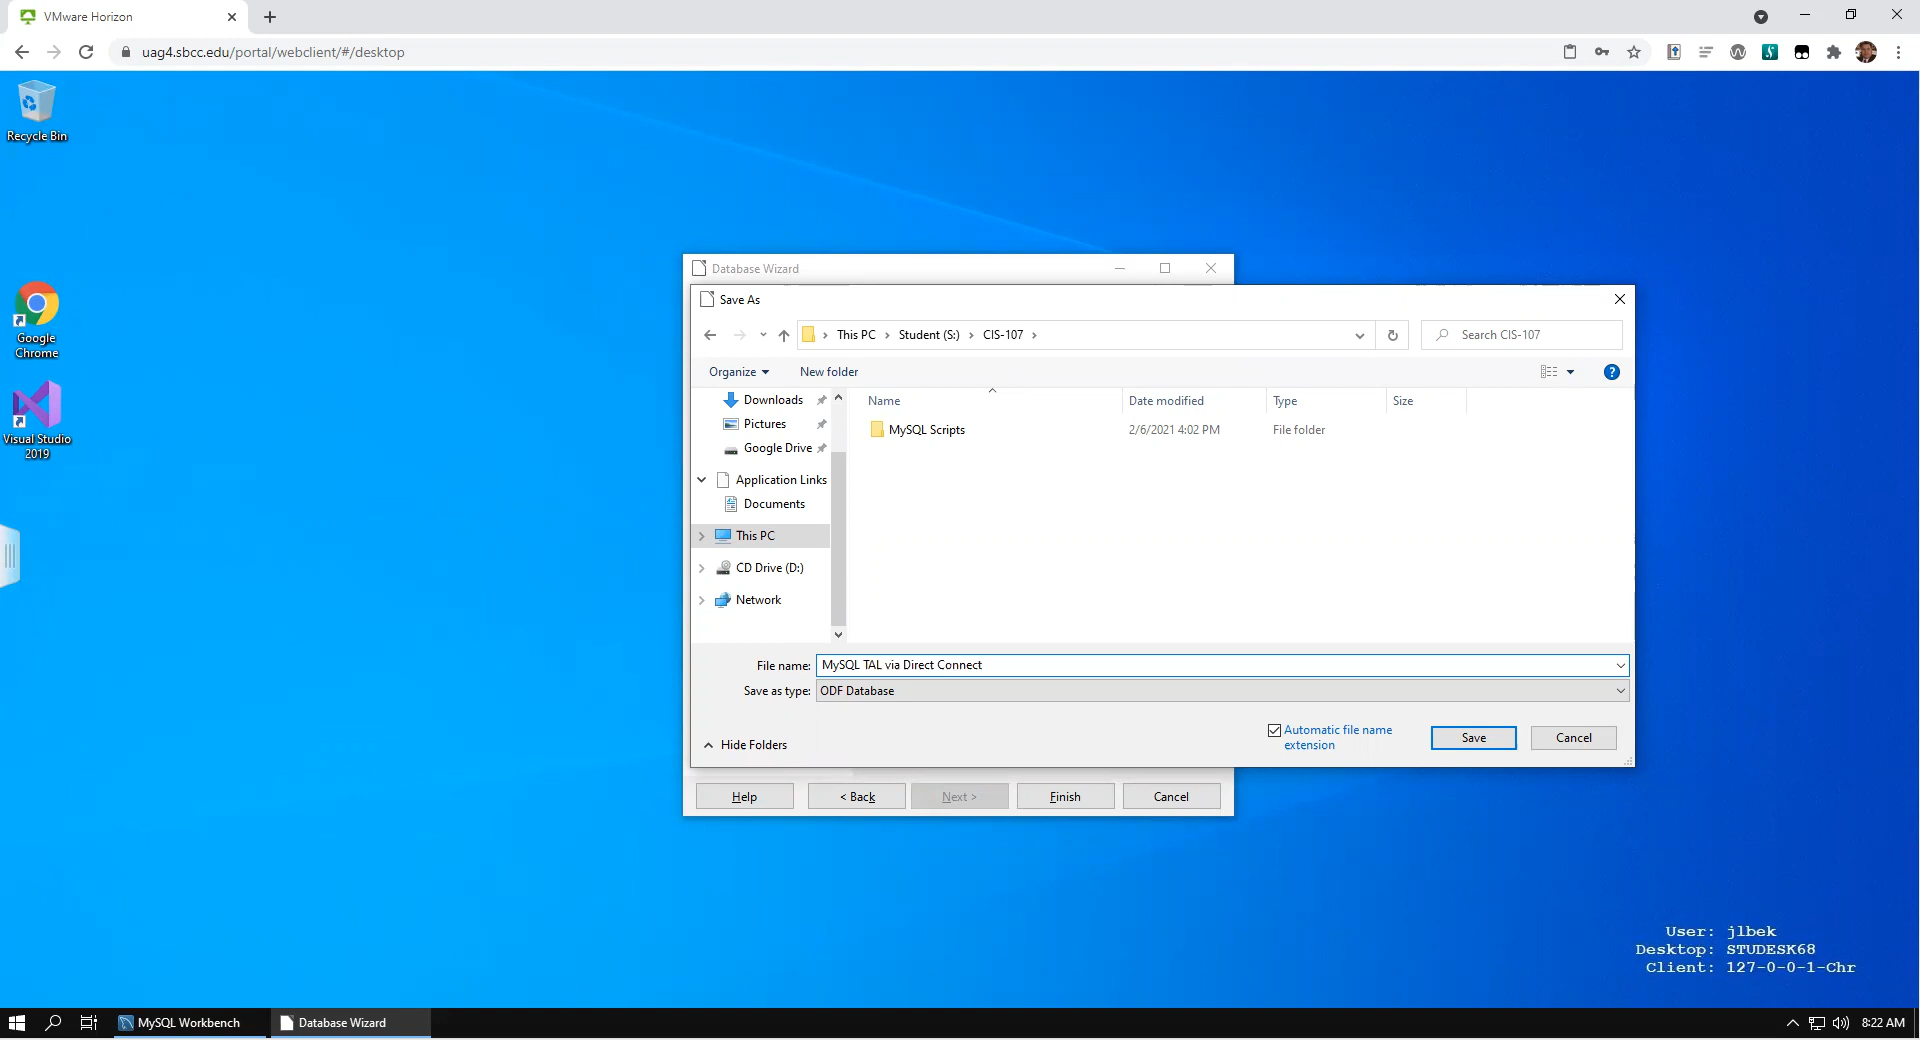 VMware Horizon
uag4.sbcc.edu/portal/webclient/#/desktop
Recycle Bin
Google
Chrome
Visual Studio
2019
Database Wizard
Save As
This PC
Student (S:)
CIS-107
Search CIS-107
Organize
New folder
Downloads
Pictures
Google Drive
Application Links
Documents
This PC
CD Drive (D:)
Network
Name
Date modified
Type
Size
MySQL Scripts
2/6/2021 4:02 PM
File folder
File name:
MySQL TAL via Direct Connect
Save as type:
ODF Database
Hide Folders
Automatic file name
extension
Save
Cancel
Help
< Back
Next >
Finish
Cancel
User: jlbek
Desktop: STUDESK68
Client: 127-0-0-1-Chr
MySQL Workbench
Database Wizard
8:22 AM